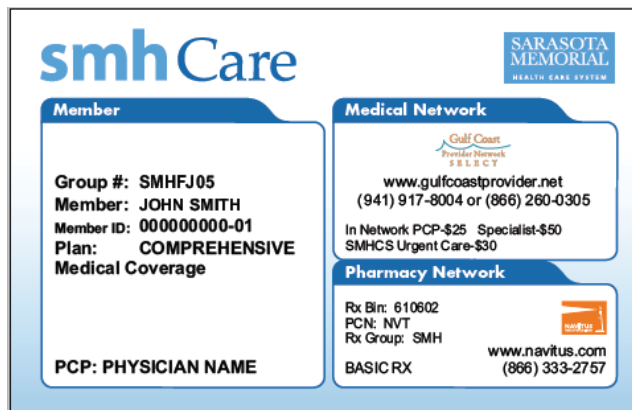 smh Care
SARASOTA
MEMORIAL
HEALTH CARE SYSTEM
Member
Group #: SMHFJ05
Member: JOHN SMITH
Member ID: 000000000-01
Plan: COMPREHENSIVE
Medical Coverage
PCP: PHYSICIAN NAME
Medical Network
Gulf Coast
Provider Network
SELECT
www.gulfcoastprovider.net
(941) 917-8004 or (866) 260-0305
In Network PCP-$25 Specialist-$50
SMHCS Urgent Care-$30
Pharmacy Network
Rx Bin: 610602
PCN: NVT
Rx Group: SMH
BASIC RX
NAVITUS
www.navitus.com
(866) 333-2757